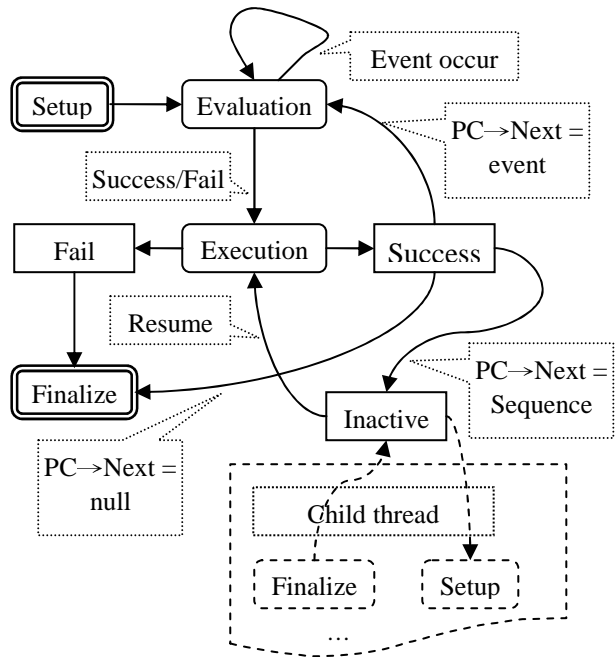 Event occur
Setup
Evaluation
PC→Next =
event
Success/Fail
Fail
Execution
Success
Resume
Finalize
Inactive
PC→Next =
Sequence
PC→Next =
null
Child thread
Finalize
Setup
...